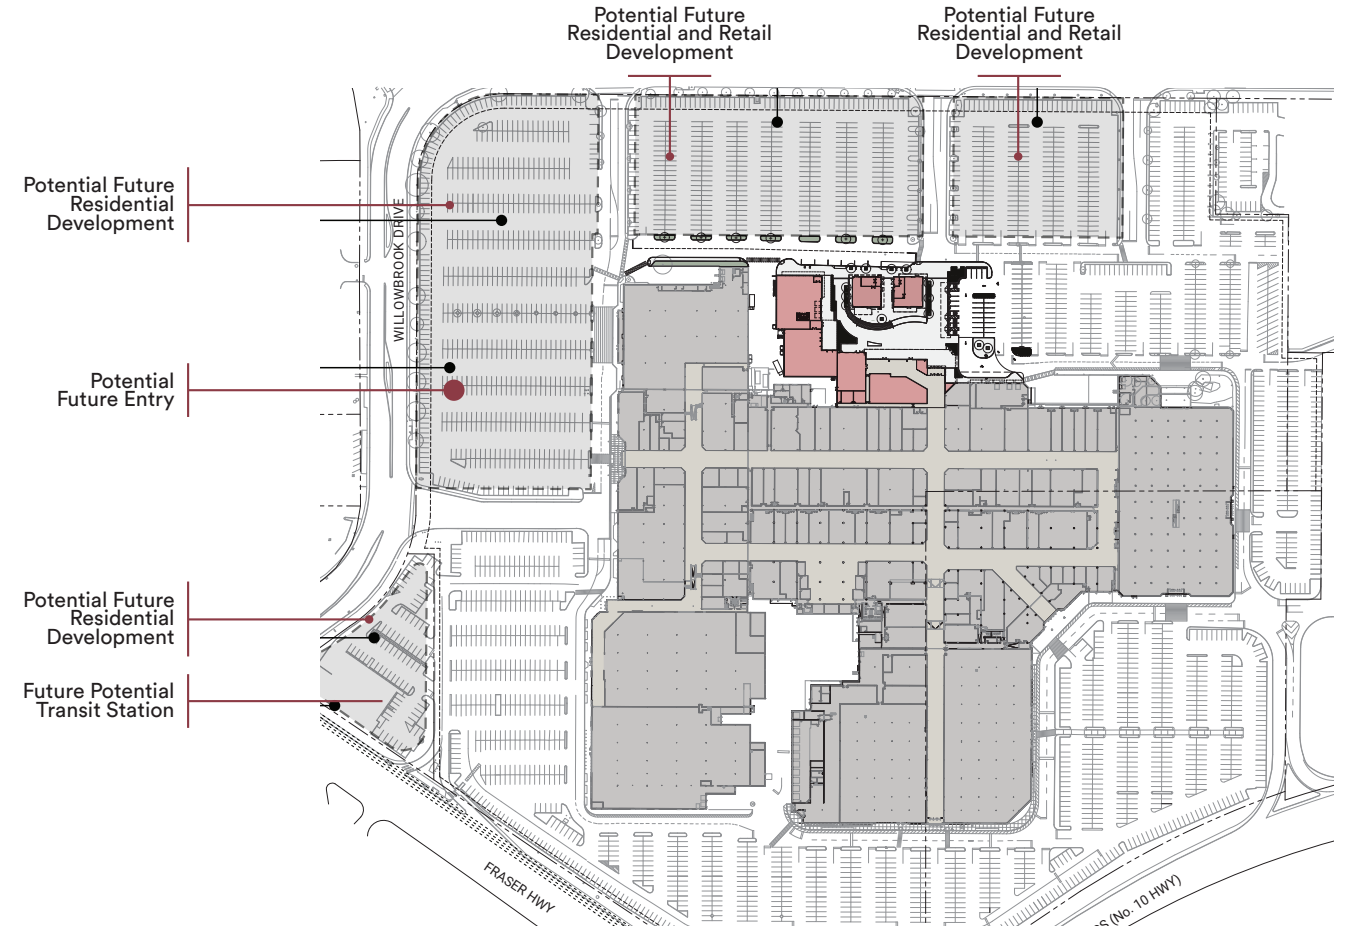 Potential Future
Residential and Retail
Development
Potential Future
Residential and Retail
Development
Potential Future
Residential
Development
WILLOWBROOK DRIVE
Potential
Future Entry
Potential Future
Residential
Development
Future Potential
Transit Station
FRASER HWY
(No. 10 HWY)